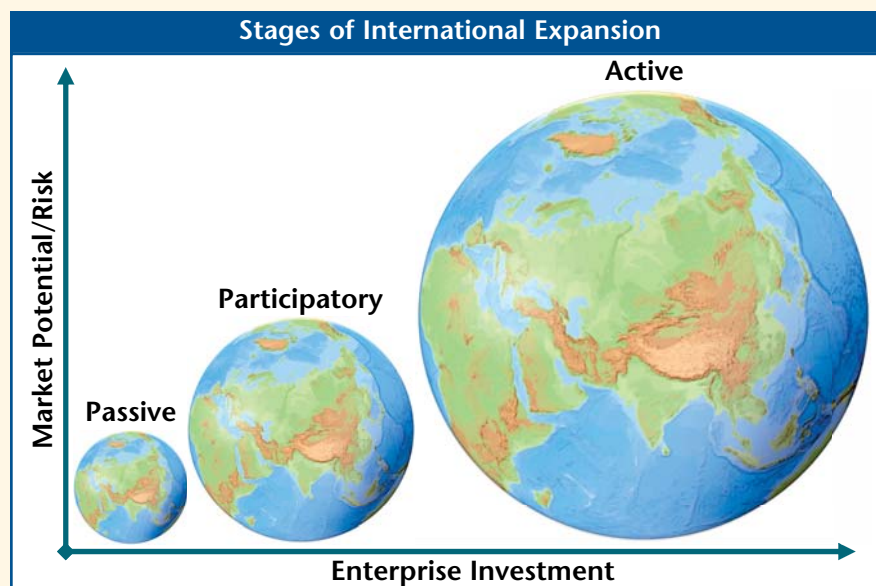 Stages of International Expansion
Active
Participatory
Passive
Market Potential/Risk
Enterprise Investment